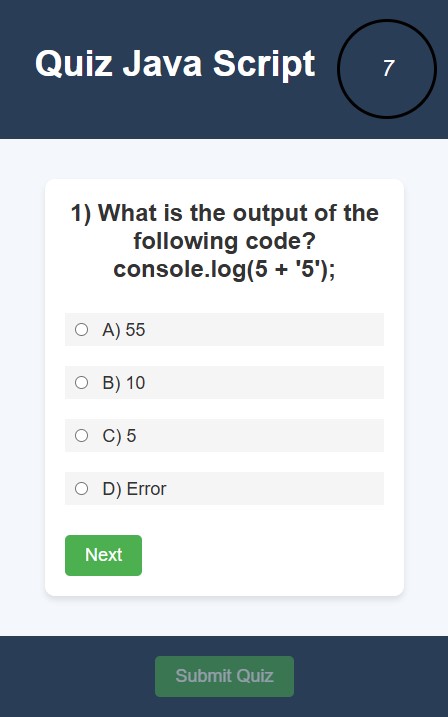 Quiz Java Script
7
1) What is the output of the
following code?
console.log(5 + '5');
A) 55
B) 10
C) 5
D) Error
Next
Submit Quiz